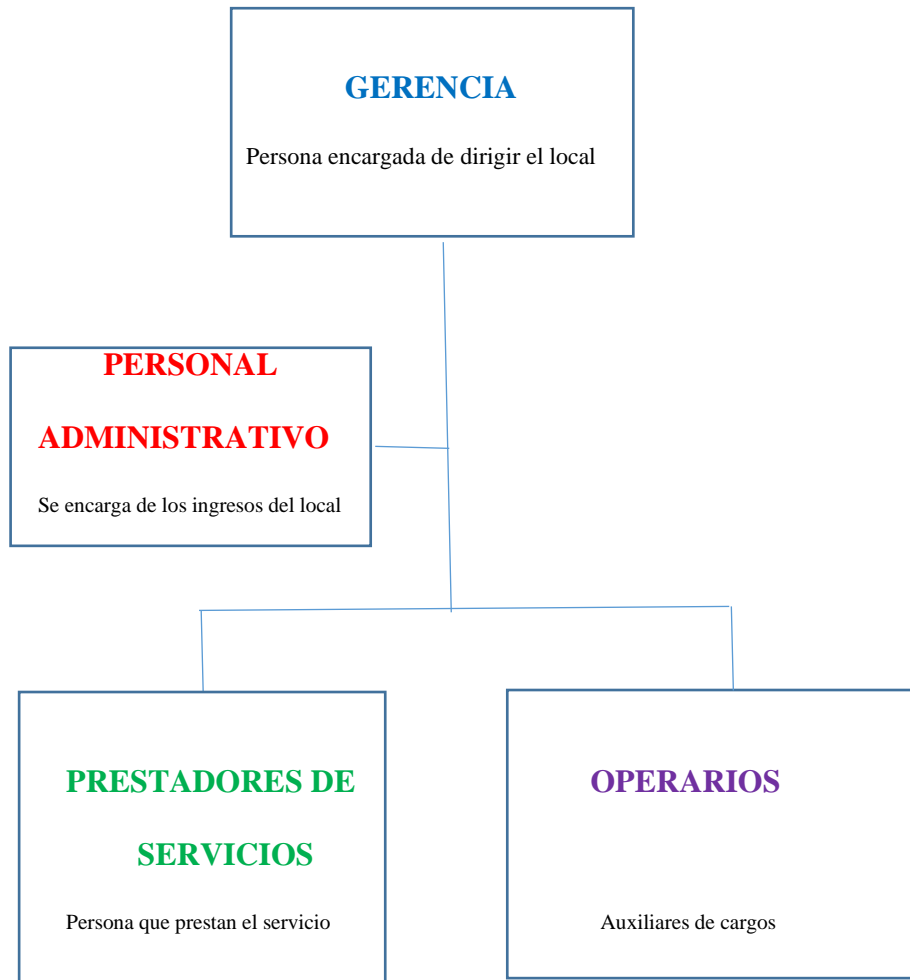 GERENCIA
Persona encargada de dirigir el local
PERSONAL
ADMINISTRATIVO
Se encarga de los ingresos del local
PRESTADORES DE
SERVICIOS
Persona que prestan el servicio
OPERARIOS
Auxiliares de cargos